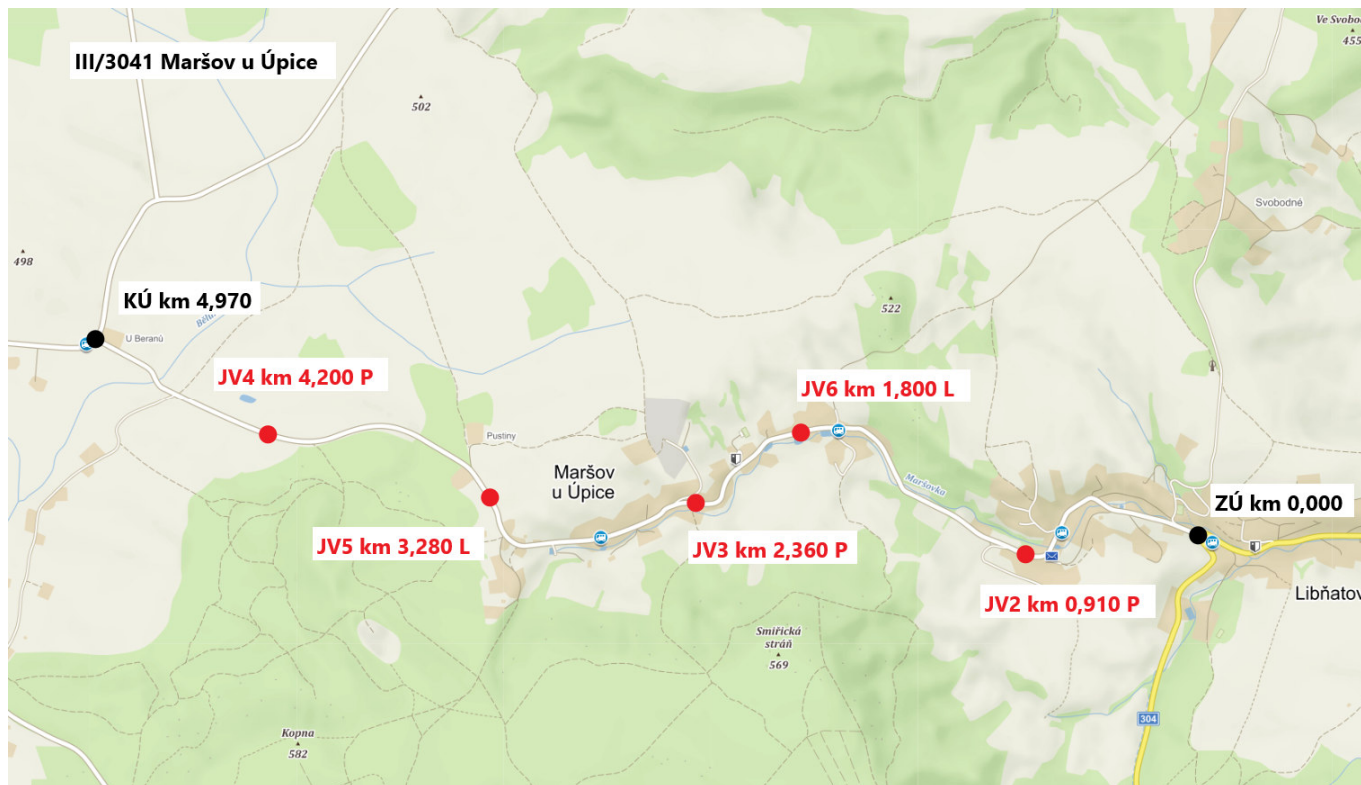 Ve Svobod
455
III/3041 Maršov u Úpice
502
Svobodné
498
KÚ km 4,970
522
U Beranů
JV4 km 4,200 P
JV6 km 1,800 L
Pustiny
Maršov
u Úpice
Maršovka
ZÚ km 0,000
JV5 km 3,280 L
JV3 km 2,360 P
JV2 km 0,910 P
Libňatov
Smiřická
stráň
569
304
Kopna
582